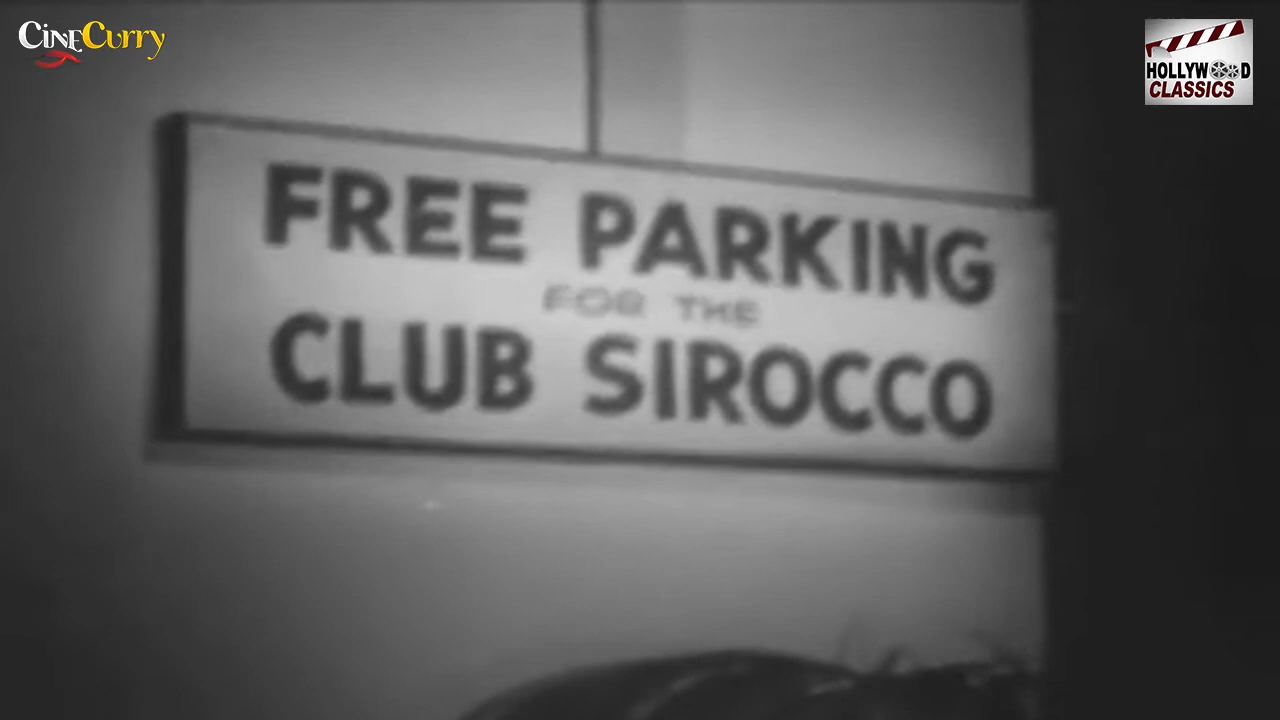 CINECURRY
HOLLYWOOD
CLASSICS
FREE PARKING
FOR THE
CLUB SIROCCO